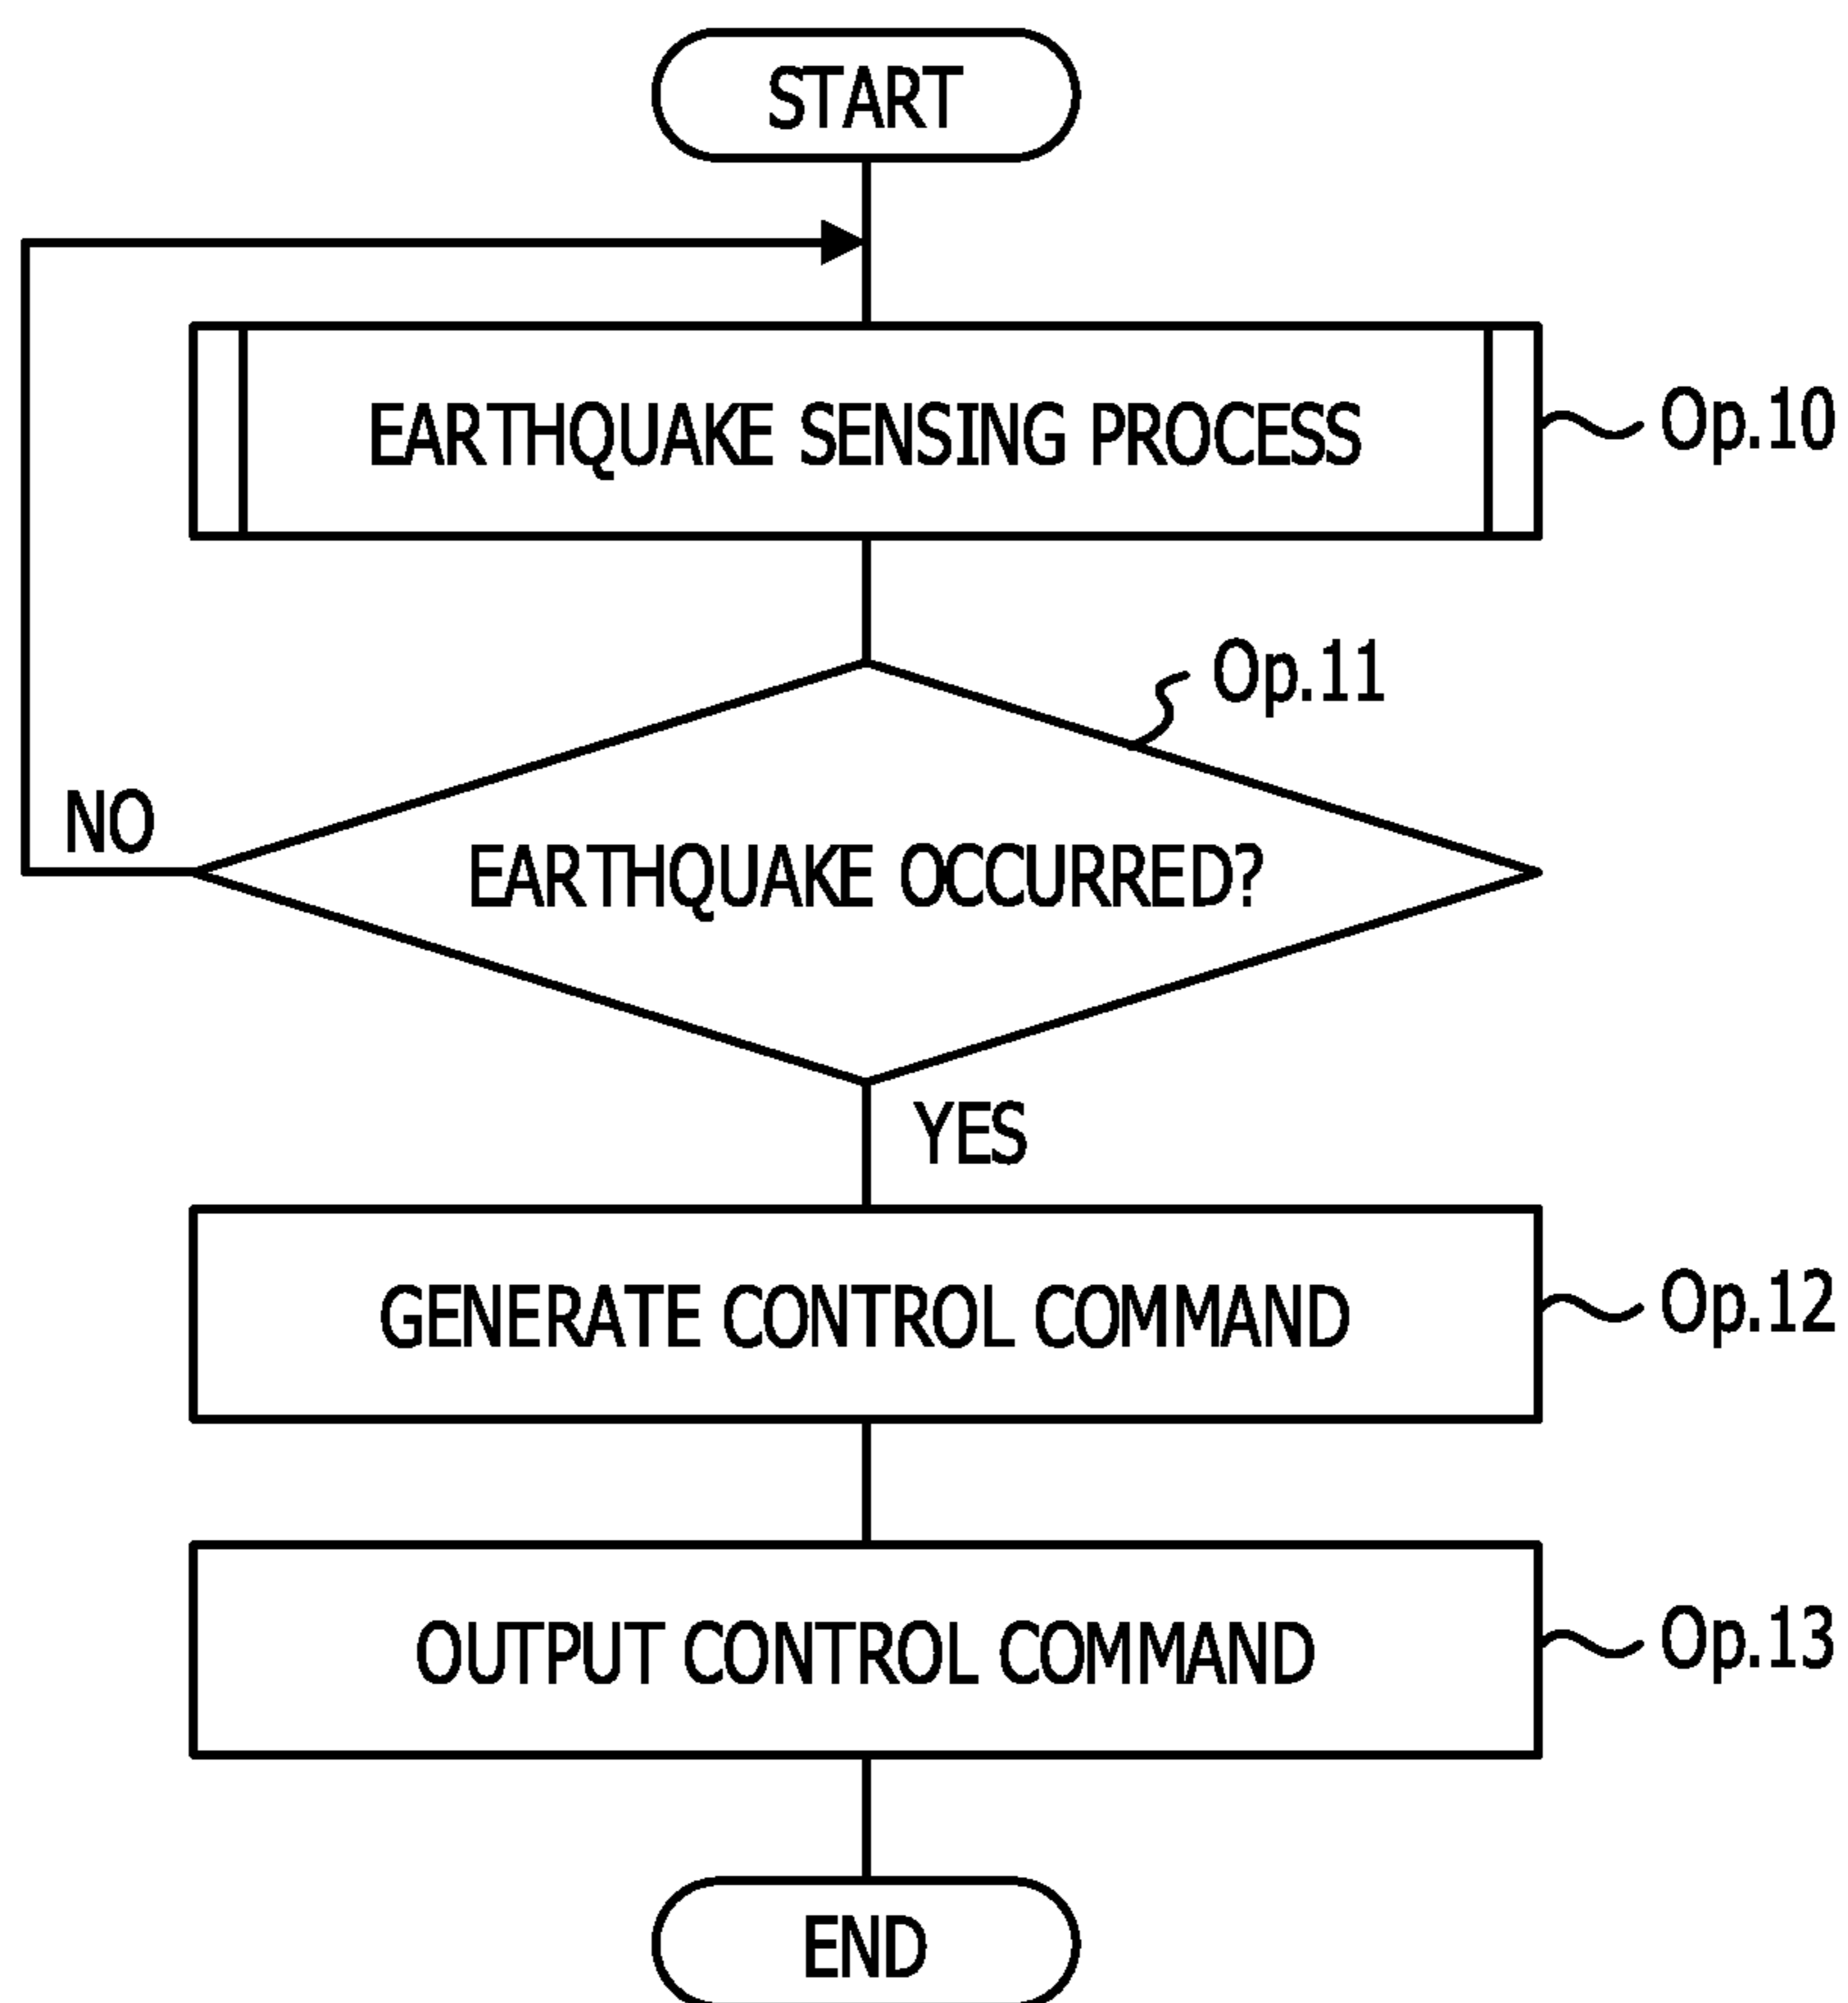 START
EARTHQUAKE SENSING PROCESS
Op.10
Op.11
NO
EARTHQUAKE OCCURRED?
YES
GENERATE CONTROL COMMAND
Op.12
OUTPUT CONTROL COMMAND
Op.13
END